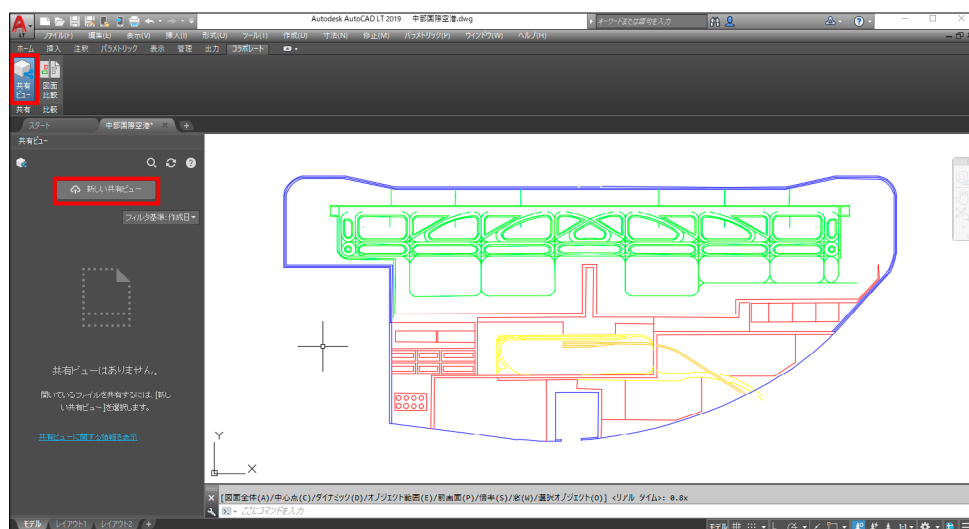 Autodesk AutoCAD LT 2019 中部国際空港.dwg
キーワードまたは語句を入力
LT
ファイル(F) 編集(E) 表示(V) 挿入(I) 形式(O) ツール(T) 作成(D) 寸法(N) 修正(M) パラメトリック(P) ウィンドウ(W) ヘルプ(H)
ホーム 挿入 注釈 パラメトリック 表示 管理 出力 コラボレート
共有
ビュー
図面
比較
共有 比較
スタート 中部国際空港*
共有ビュー
新しい共有ビュー
フィルタ基準: 作成日
共有ビューはありません。
開いているファイルを共有するには、[新し
い共有ビュー]を選択します。
共有ビューに関する情報を表示
Y
X
[図面全体(A)/中心点(C)/ダイナミック(D)/オブジェクト範囲(E)/前画面(P)/倍率(S)/窓(W)/選択オブジェクト(O)] <リアル タイム>: 0.8x
ここにコマンドを入力
モデル レイアウト1 レイアウト2 +
モデル 1:1